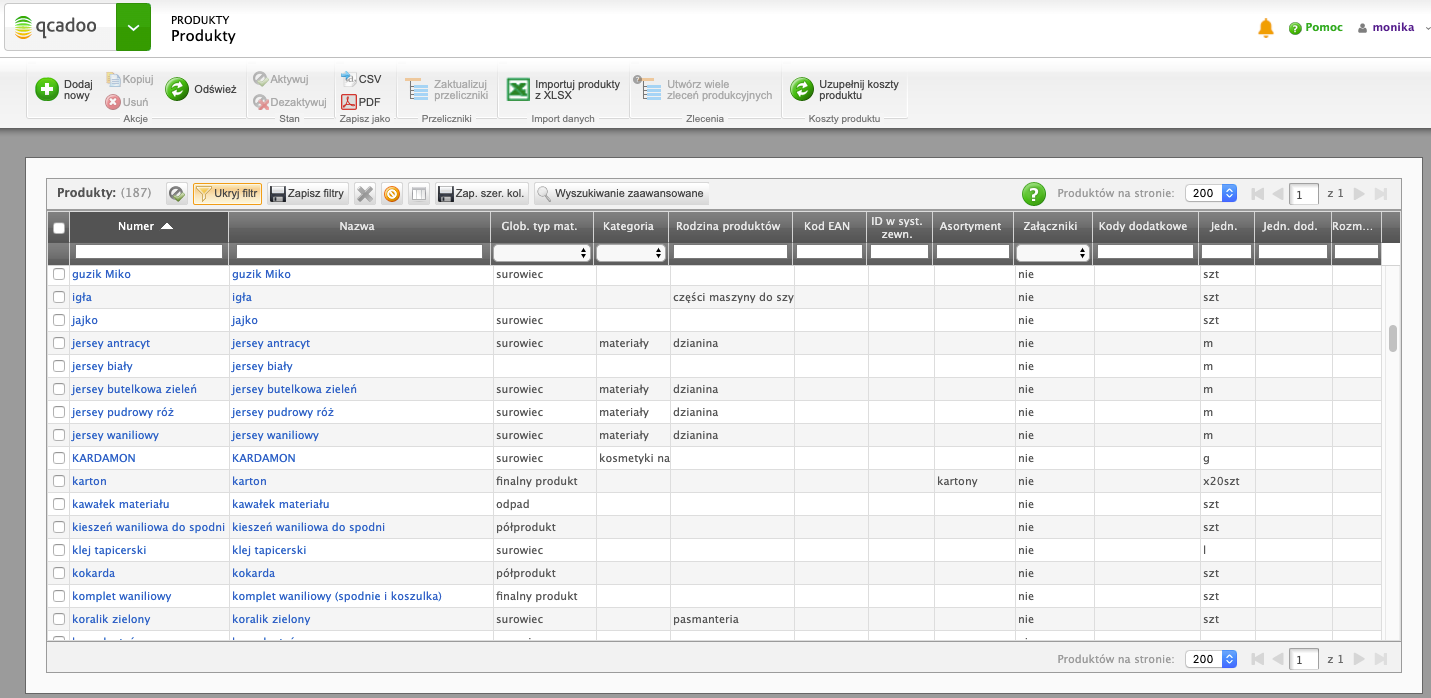 qcadoo
PRODUKTY
Produkty
Pomoc
monika
Dodaj nowy
Kopiuj
Usuń
Odśwież
Akcje
Aktywuj
Dezaktywuj
Stan
CSV
PDF
Zapisz jako
Zaktualizuj przeliczniki
Przeliczniki
Importuj produkty z XLSX
Import danych
Utwórz wiele zleceń produkcyjnych
Zlecenia
Uzupełnij koszty produktu
Koszty produktu
Produkty: (187) Ukryj filtr Zapisz filtry Zap. szer. kol. Wyszukiwanie zaawansowane ? Produktów na stronie: 200 1 z 1
Numer Nazwa Glob. typ mat. Kategoria Rodzina produktów Kod EAN ID w syst. zewn. Asortyment Załączniki Kody dodatkowe Jedn. Jedn. dod. Rozm...
guzik Miko guzik Miko surowiec nie szt
igła igła części maszyny do szy nie szt
jajko jajko surowiec nie szt
jersey antracyt jersey antracyt surowiec materiały dzianina nie m
jersey biały jersey biały nie m
jersey butelkowa zieleń jersey butelkowa zieleń surowiec materiały dzianina nie m
jersey pudrowy róż jersey pudrowy róż surowiec materiały dzianina nie m
jersey waniliowy jersey waniliowy surowiec materiały dzianina nie m
KARDAMON KARDAMON surowiec kosmetyki na nie g
karton karton finalny produkt kartony nie x20szt
kawałek materiału kawałek materiału odpad nie szt
kieszeń waniliowa do spodni kieszeń waniliowa do spodni półprodukt nie szt
klej tapicerski klej tapicerski surowiec nie l
kokarda kokarda półprodukt nie szt
komplet waniliowy komplet waniliowy (spodnie i koszulka) finalny produkt nie szt
koralik zielony koralik zielony surowiec pasmanteria nie szt
Produktów na stronie: 200 1 z 1